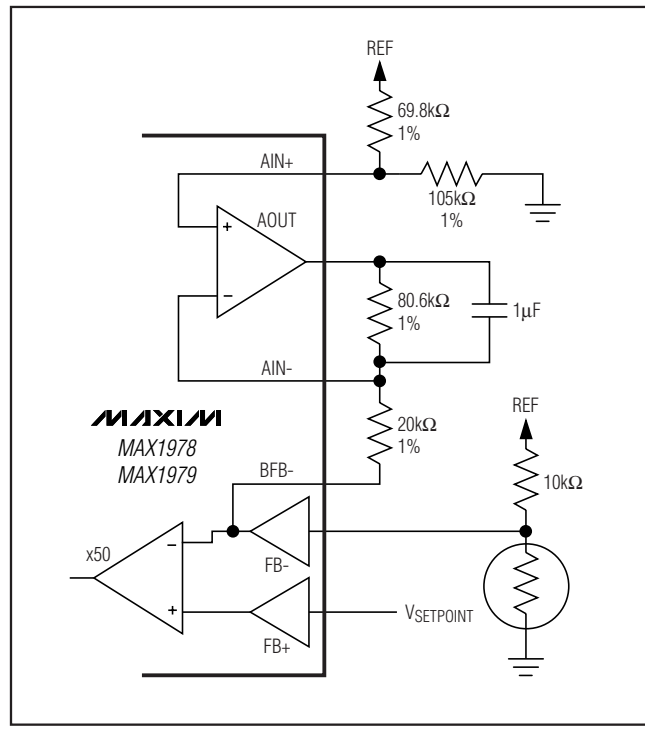 REF
69.8kΩ
1%
AIN+
105kΩ
1%
AOUT
+
−
80.6kΩ
1%
1μF
AIN-
MAXIM
MAX1978
MAX1979
20kΩ
1%
REF
BFB-
10kΩ
x50
−
FB-
+
VSETPOINT
FB+